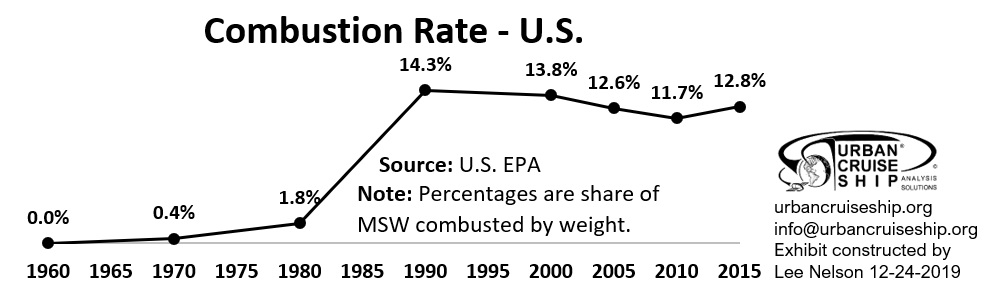 Combustion Rate - U.S.
14.3%
13.8%
12.6%
11.7%
12.8%
0.0%
0.4%
1.8%
Source: U.S. EPA
Note: Percentages are share of
MSW combusted by weight.
1960 1965 1970 1975 1980 1985 1990 1995 2000 2005 2010 2015
URBAN®
CRUISE
SHIP ANALYSIS
SOLUTIONS
©
urbancruiseship.org
info@urbancruiseship.org
Exhibit constructed by
Lee Nelson 12-24-2019